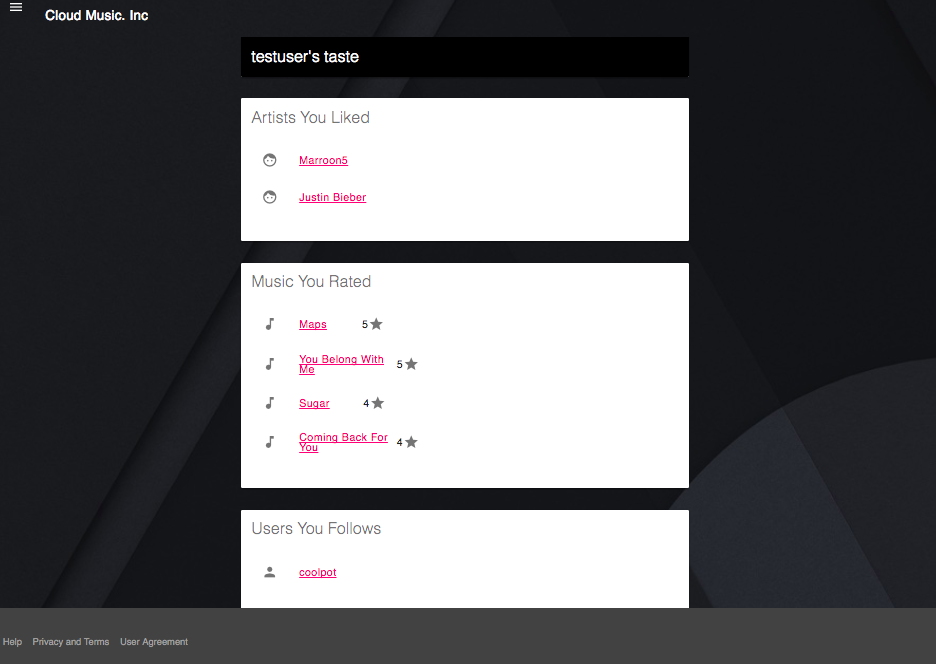 Cloud Music. Inc
testuser's taste
Artists You Liked
Marroon5
Justin Bieber
Music You Rated
Maps 5
You Belong With
Me 5
Sugar 4
Coming Back For
You 4
Users You Follows
coolpot
Help Privacy and Terms User Agreement